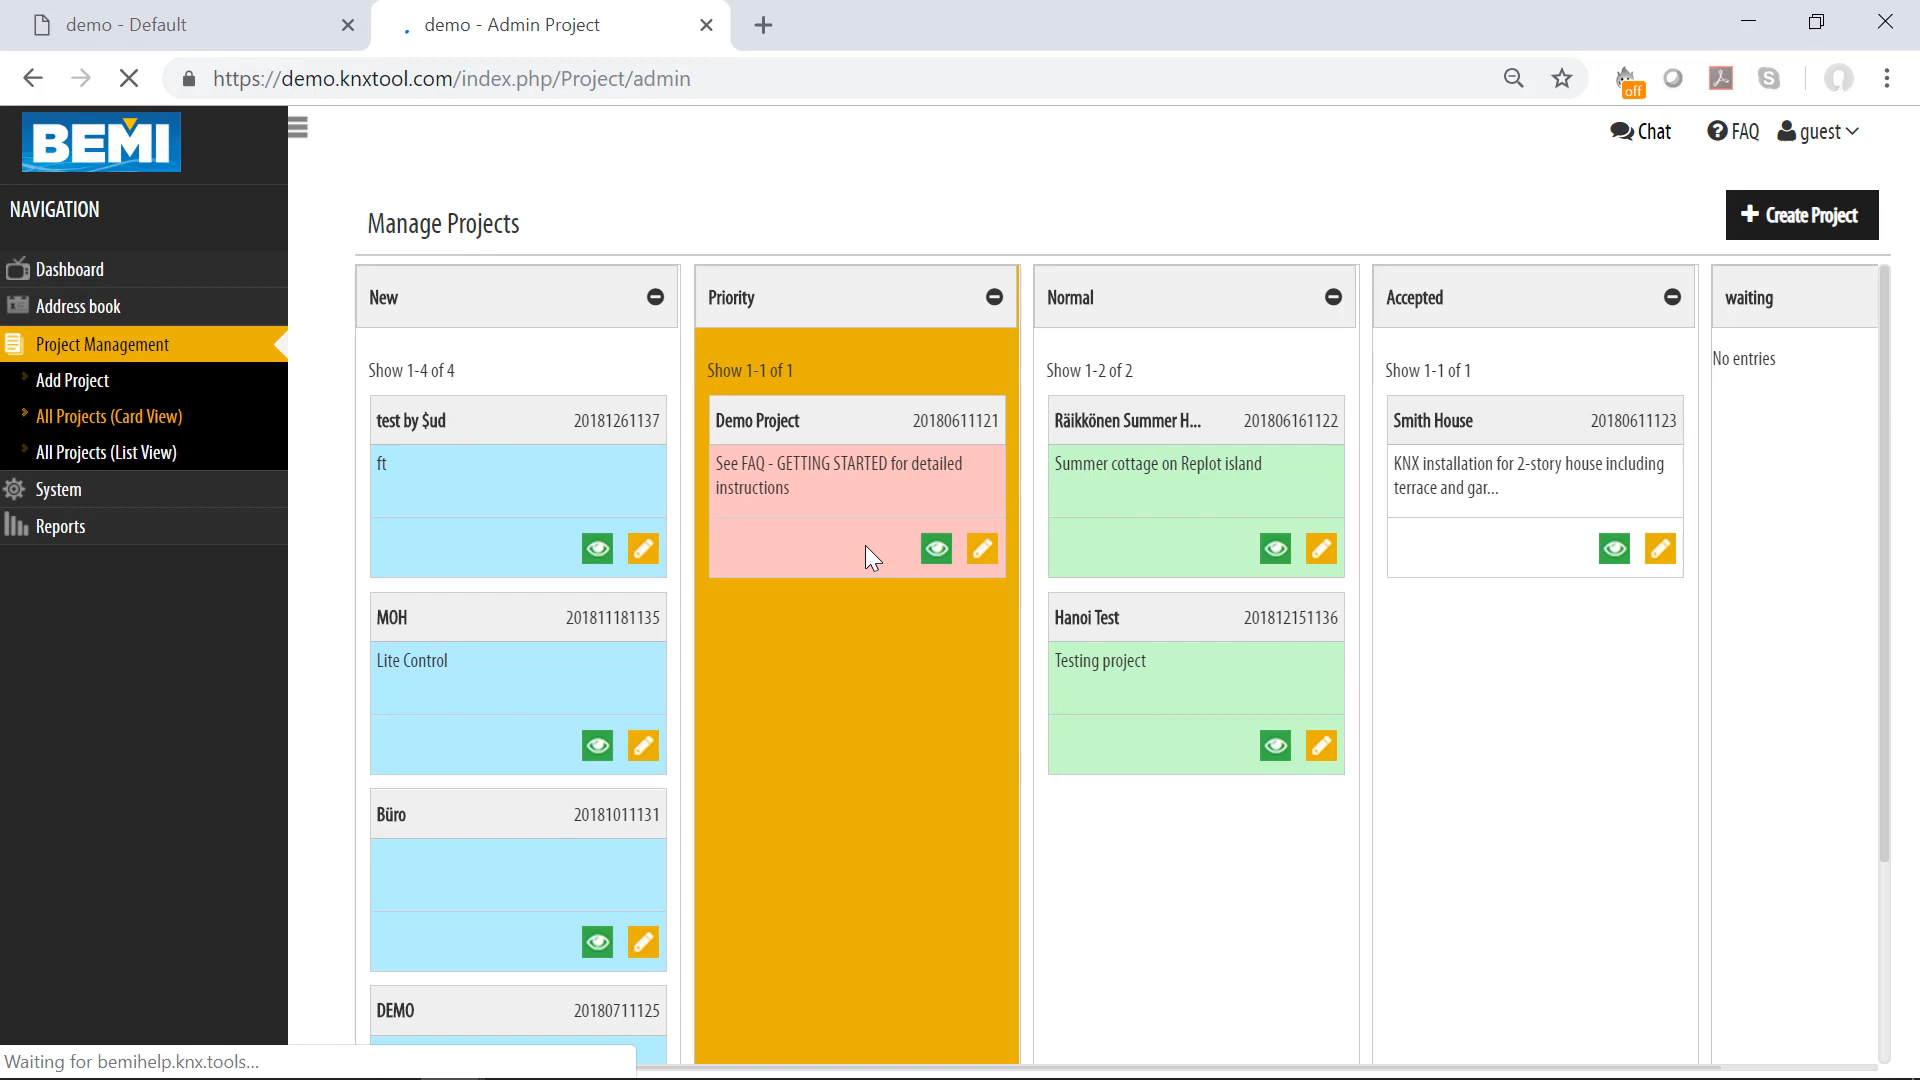 demo - Default
demo - Admin Project
https://demo.knxtool.com/index.php/Project/admin
off
BEMI
Chat
FAQ
guest
NAVIGATION
Dashboard
Address book
Project Management
Add Project
All Projects (Card View)
All Projects (List View)
System
Reports
Manage Projects
Create Project
New
Show 1-4 of 4
test by $ud 20181261137
ft
MOH 201811181135
Lite Control
Büro 20181011131
DEMO 20180711125
Priority
Show 1-1 of 1
Demo Project 20180611121
See FAQ - GETTING STARTED for detailed
instructions
Normal
Show 1-2 of 2
Räikkönen Summer H... 201806161122
Summer cottage on Replot island
Hanoi Test 201812151136
Testing project
Accepted
Show 1-1 of 1
Smith House 20180611123
KNX installation for 2-story house including
terrace and gar...
waiting
No entries
Waiting for bemihelp.knx.tools...